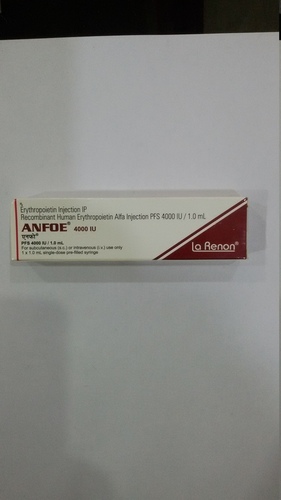 Erythropoietin Injection IP
Recombinant Human Erythropoietin Alfa Injection PFS 4000 IU / 1.0 mL
ANFOE® 4000 IU
एनफो®
PFS 4000 IU / 1.0 mL
For subcutaneous (s.c.) or intravenous (i.v.) use only
1 x 1.0 mL single-dose pre-filled syringe
La Renon®